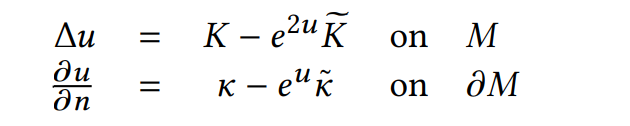 Δu = K − e^{2u} K̃ on M
∂u/∂n = κ − e^u κ̃ on ∂M